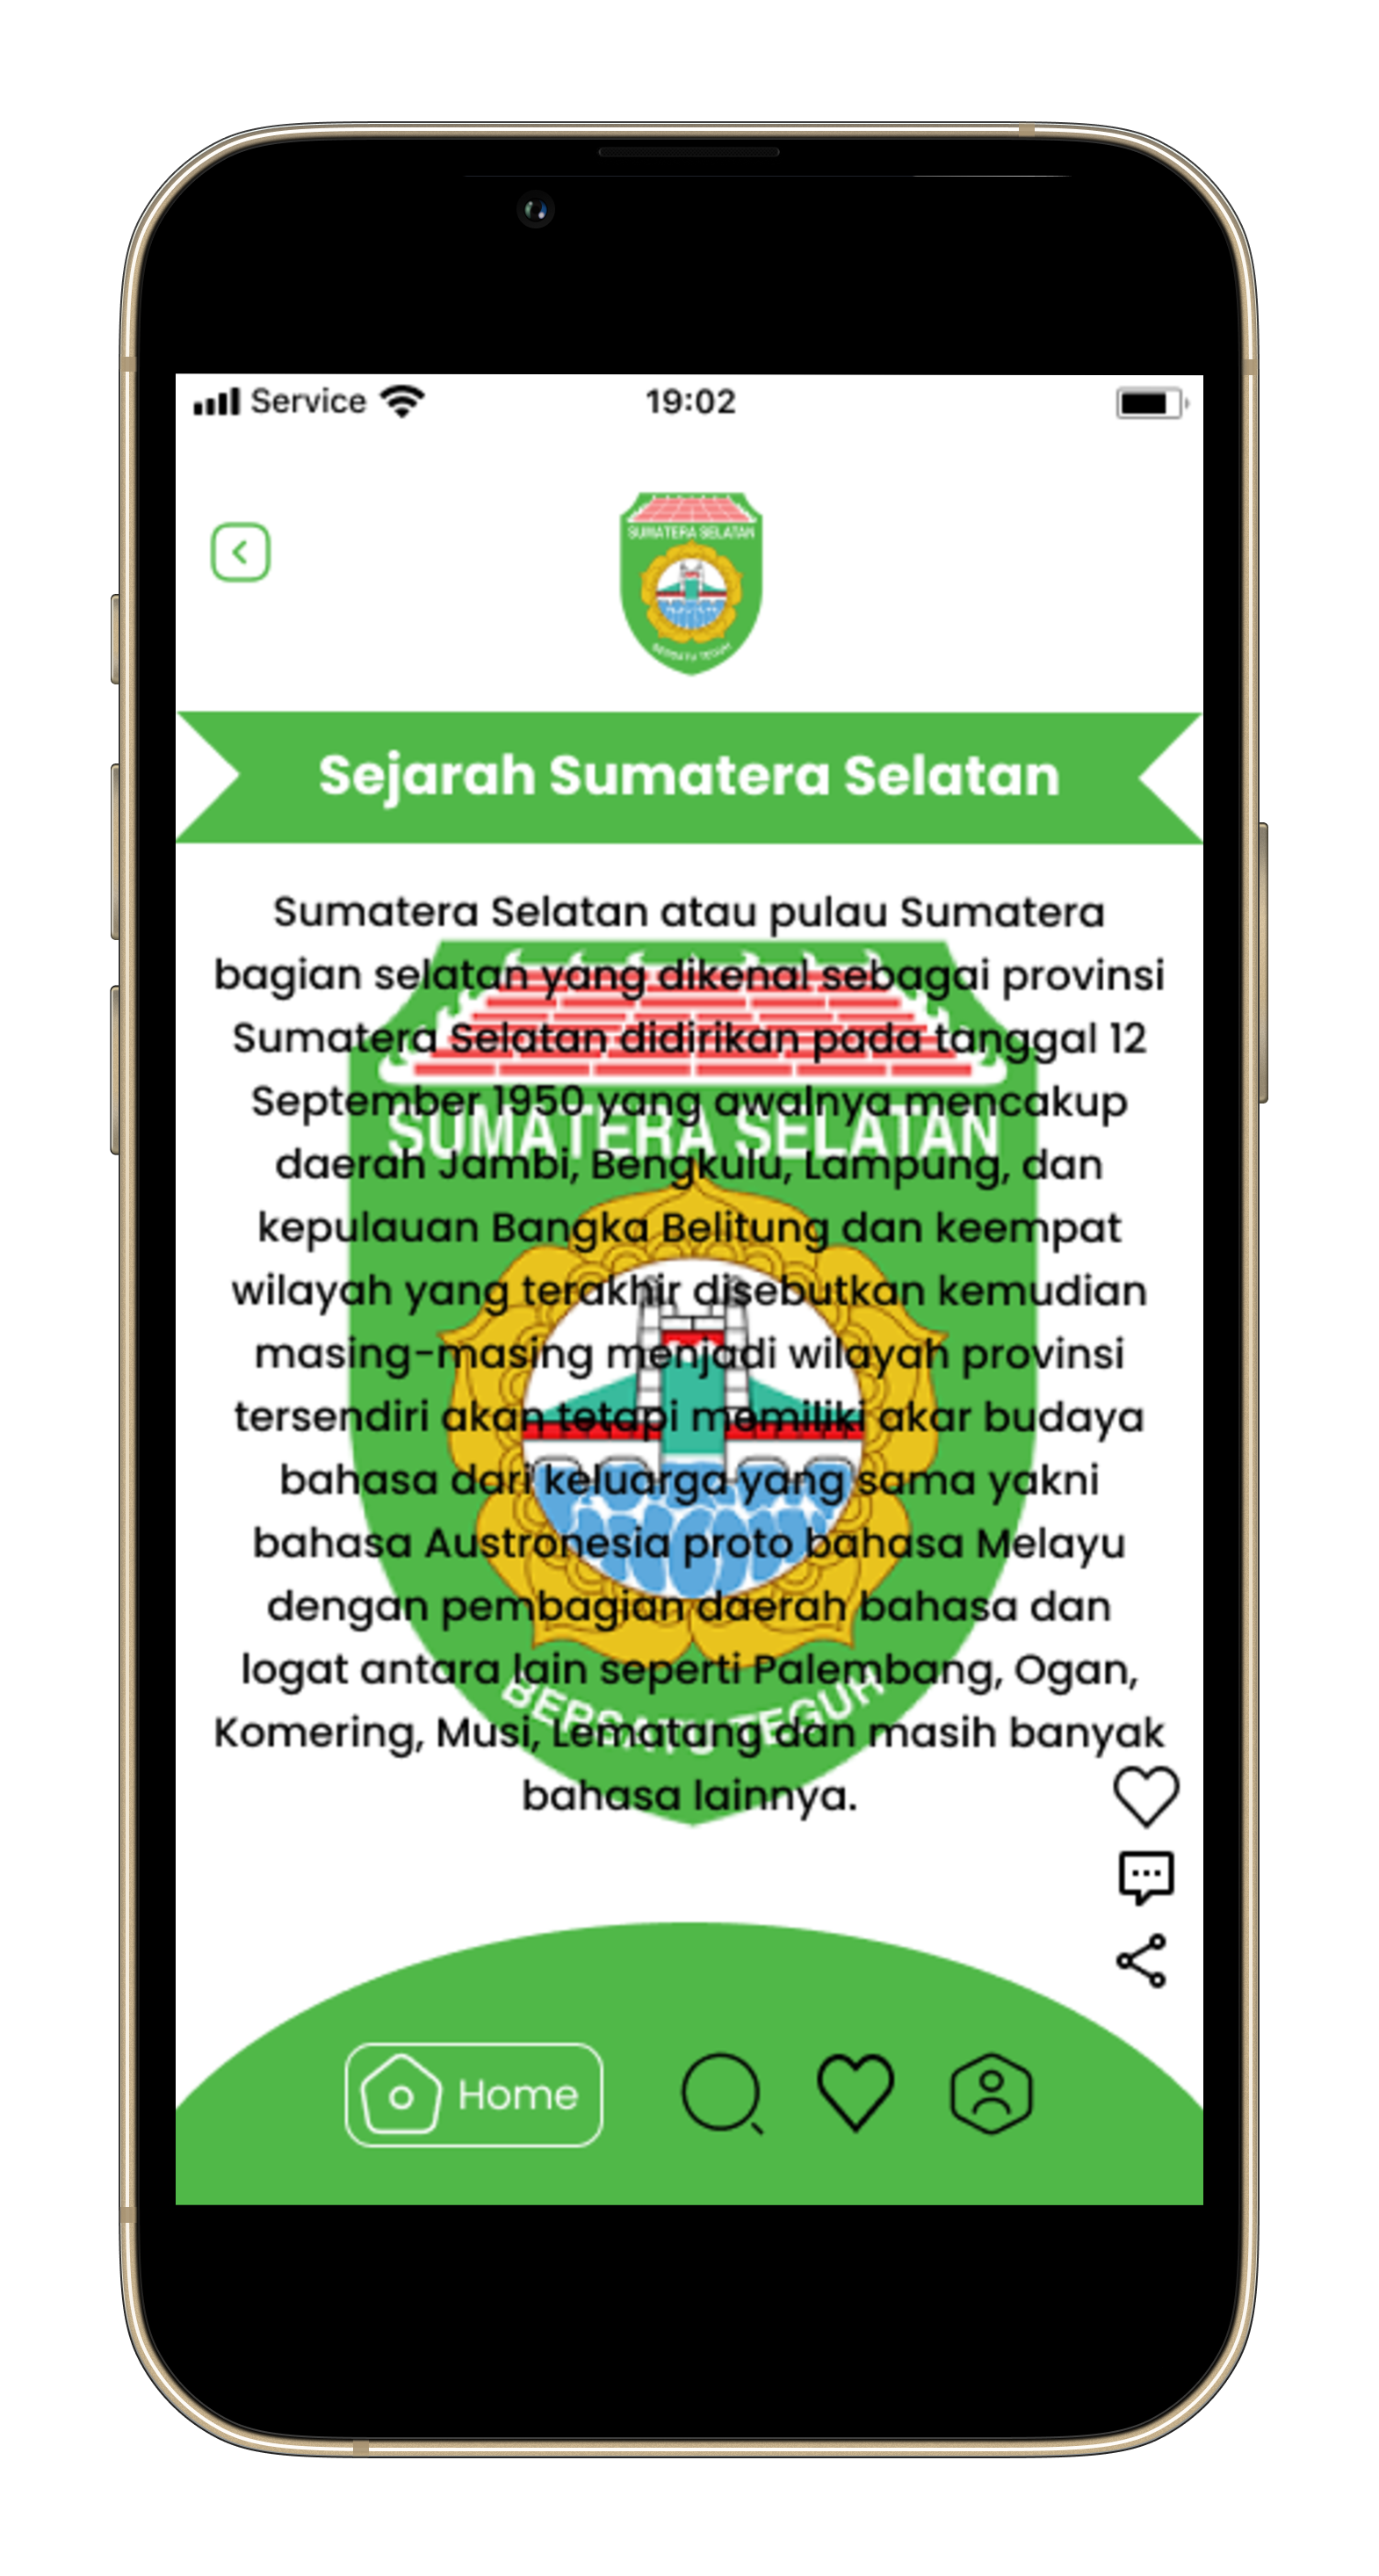 Service
19:02
SUMATERA SELATAN
BERSATU TEGUH
Sejarah Sumatera Selatan
Sumatera Selatan atau pulau Sumatera
bagian selatan yang dikenal sebagai provinsi
Sumatera Selatan didirikan pada tanggal 12
September 1950 yang awalnya mencakup
SUMATERA SELATAN
daerah Jambi, Bengkulu, Lampung, dan
kepulauan Bangka Belitung dan keempat
wilayah yang terakhir disebutkan kemudian
masing-masing menjadi wilayah provinsi
tersendiri akan tetapi memiliki akar budaya
bahasa dari keluarga yang sama yakni
bahasa Austronesia proto bahasa Melayu
dengan pembagian daerah bahasa dan
logat antara lain seperti Palembang, Ogan,
BERSATU TEGUH
Komering, Musi, Lematang dan masih banyak
bahasa lainnya.
Home